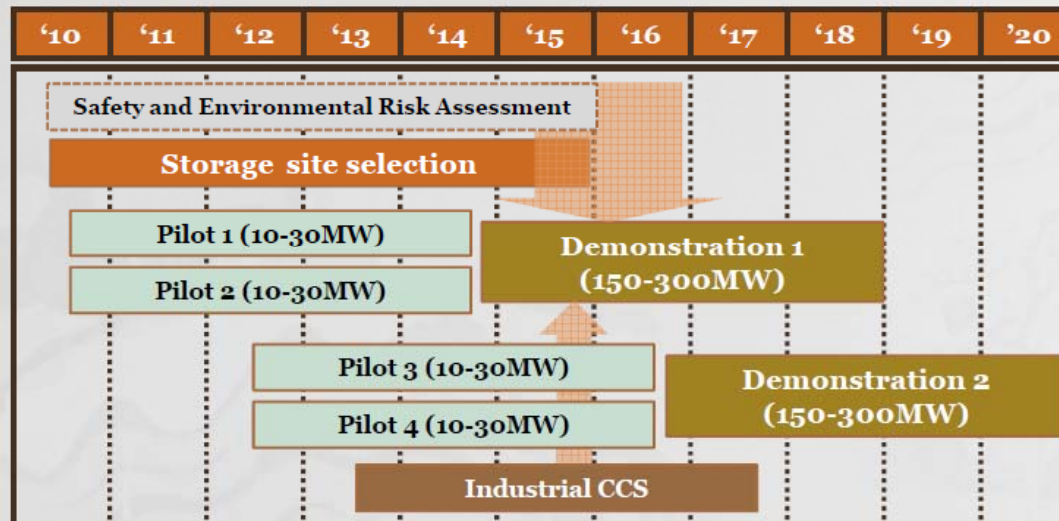 ‘10 ‘11 ‘12 ‘13 ‘14 ‘15 ‘16 ‘17 ‘18 ‘19 ’20
Safety and Environmental Risk Assessment
Storage site selection
Pilot 1 (10-30MW)
Pilot 2 (10-30MW)
Demonstration 1
(150-300MW)
Pilot 3 (10-30MW)
Pilot 4 (10-30MW)
Demonstration 2
(150-300MW)
Industrial CCS